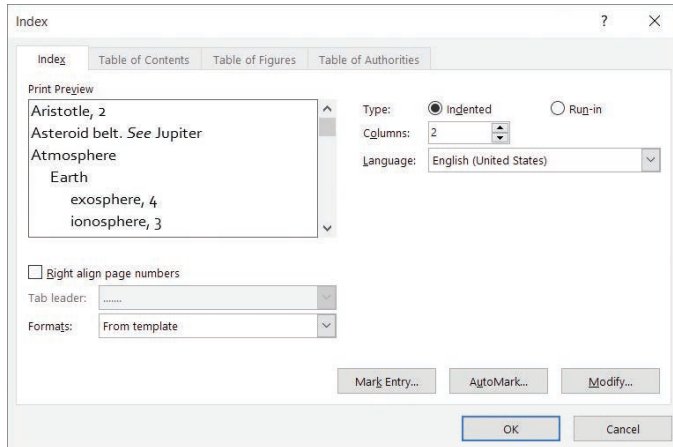 Index ? ✕
Index Table of Contents Table of Figures Table of Authorities
Print Preview
Aristotle, 2
Asteroid belt. See Jupiter
Atmosphere
Earth
exosphere, 4
ionosphere, 3
Type: Indented Run-in
Columns: 2
Language: English (United States)
Right align page numbers
Tab leader: .......
Formats: From template
Mark Entry... AutoMark... Modify...
OK Cancel